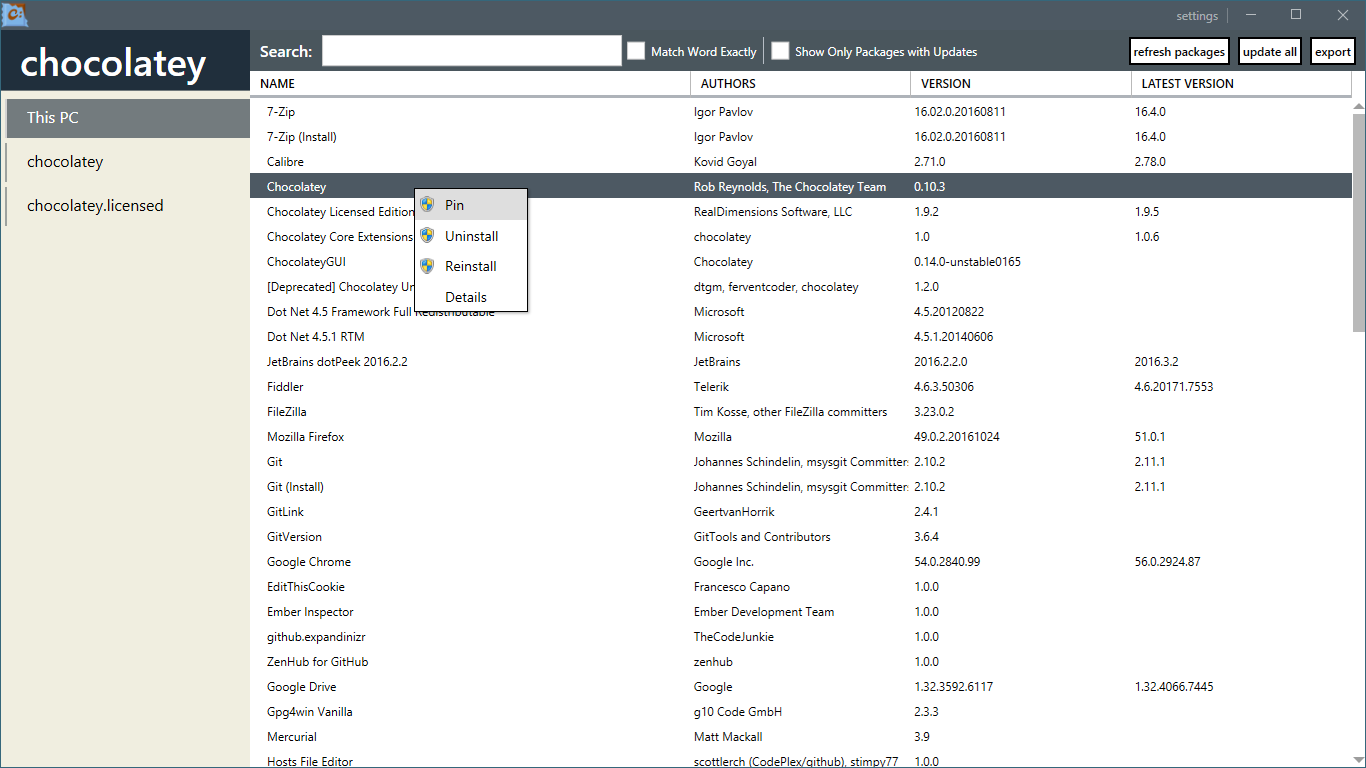 settings
chocolatey
Search: Match Word Exactly Show Only Packages with Updates refresh packages update all export
This PC
chocolatey
chocolatey.licensed
NAME AUTHORS VERSION LATEST VERSION
7-Zip Igor Pavlov 16.02.0.20160811 16.4.0
7-Zip (Install) Igor Pavlov 16.02.0.20160811 16.4.0
Calibre Kovid Goyal 2.71.0 2.78.0
Chocolatey Rob Reynolds, The Chocolatey Team 0.10.3
Chocolatey Licensed Edition RealDimensions Software, LLC 1.9.2 1.9.5
Chocolatey Core Extensions chocolatey 1.0 1.0.6
ChocolateyGUI Chocolatey 0.14.0-unstable0165
[Deprecated] Chocolatey Un dtgm, ferventcoder, chocolatey 1.2.0
Dot Net 4.5 Framework Full Redistributable Microsoft 4.5.20120822
Dot Net 4.5.1 RTM Microsoft 4.5.1.20140606
JetBrains dotPeek 2016.2.2 JetBrains 2016.2.2.0 2016.3.2
Fiddler Telerik 4.6.3.50306 4.6.20171.7553
FileZilla Tim Kosse, other FileZilla committers 3.23.0.2
Mozilla Firefox Mozilla 49.0.2.20161024 51.0.1
Git Johannes Schindelin, msysgit Committers 2.10.2 2.11.1
Git (Install) Johannes Schindelin, msysgit Committers 2.10.2 2.11.1
GitLink GeertvanHorrik 2.4.1
GitVersion GitTools and Contributors 3.6.4
Google Chrome Google Inc. 54.0.2840.99 56.0.2924.87
EditThisCookie Francesco Capano 1.0.0
Ember Inspector Ember Development Team 1.0.0
github.expandinizr TheCodeJunkie 1.0.0
ZenHub for GitHub zenhub 1.0.0
Google Drive Google 1.32.3592.6117 1.32.4066.7445
Gpg4win Vanilla g10 Code GmbH 2.3.3
Mercurial Matt Mackall 3.9
Hosts File Editor scottlerch (CodePlex/github), stimpy77 1.0.0
Pin
Uninstall
Reinstall
Details